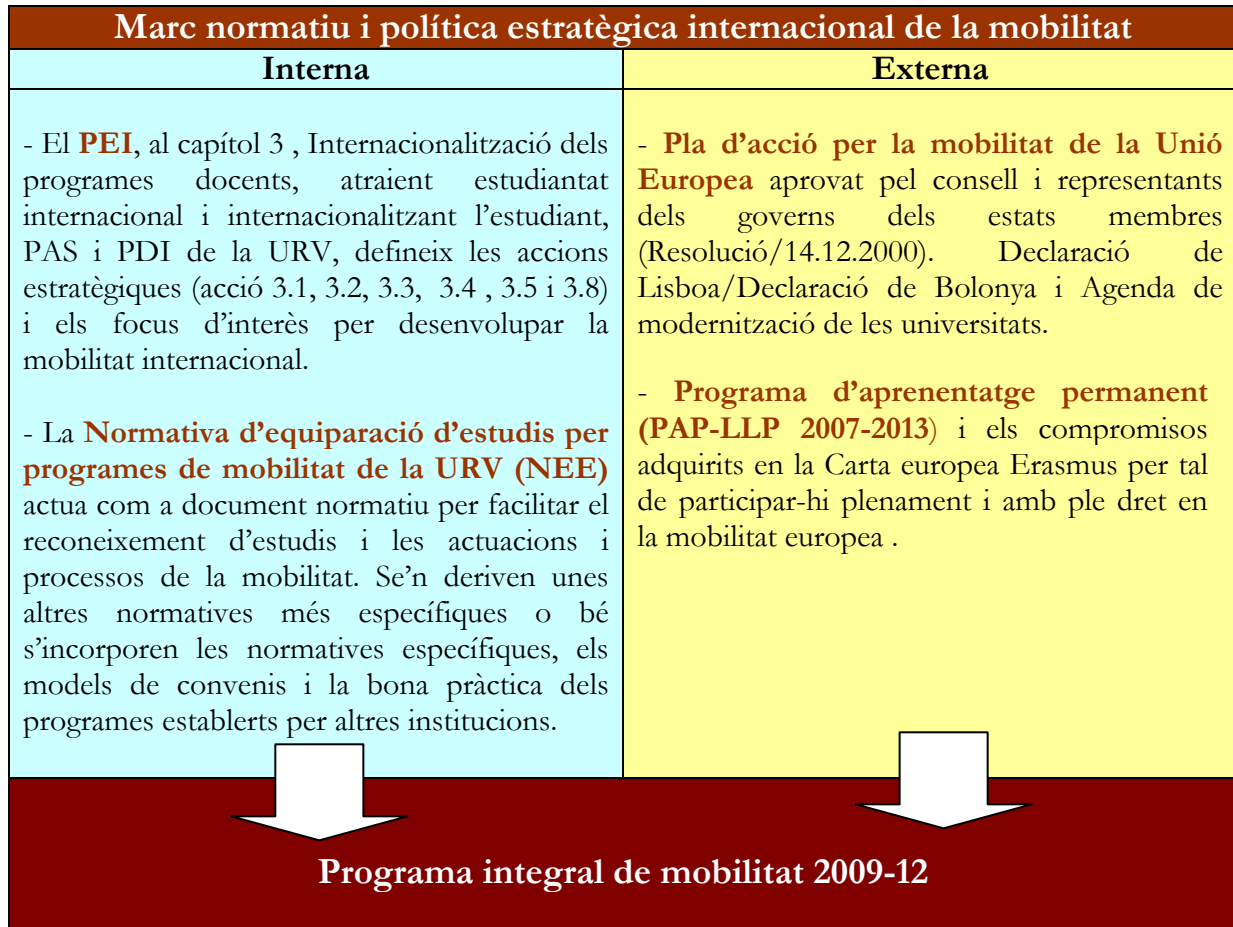 Marc normatiu i política estratègica internacional de la mobilitat
Interna
- El PEI, al capítol 3 , Internacionalització dels
programes docents, atraient estudiantat
internacional i internacionalitzant l’estudiant,
PAS i PDI de la URV, defineix les accions
estratègiques (acció 3.1, 3.2, 3.3, 3.4 , 3.5 i 3.8)
i els focus d’interès per desenvolupar la
mobilitat internacional.
- La Normativa d’equiparació d’estudis per
programes de mobilitat de la URV (NEE)
actua com a document normatiu per facilitar el
reconeixement d’estudis i les actuacions i
processos de la mobilitat. Se’n deriven unes
altres normatives més específiques o bé
s’incorporen les normatives específiques, els
models de convenis i la bona pràctica dels
programes establerts per altres institucions.
Externa
- Pla d’acció per la mobilitat de la Unió
Europea aprovat pel consell i representants
dels governs dels estats membres
(Resolució/14.12.2000). Declaració de
Lisboa/Declaració de Bolonya i Agenda de
modernització de les universitats.
- Programa d’aprenentatge permanent
(PAP-LLP 2007-2013) i els compromisos
adquirits en la Carta europea Erasmus per tal
de participar-hi plenament i amb ple dret en
la mobilitat europea .
Programa integral de mobilitat 2009-12